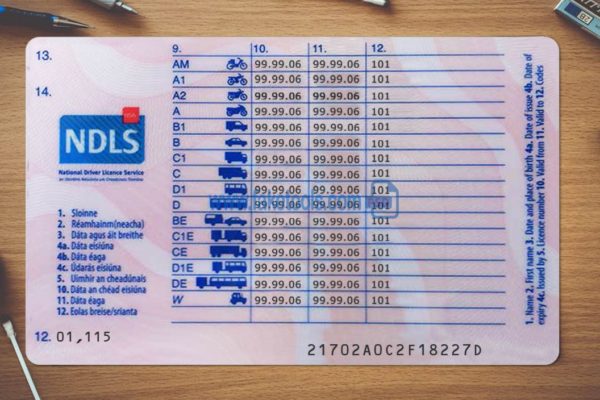 13.
14.
RSA
NDLS
National Driver Licence Service
1. Sloinne
2. Réamhainm(neacha)
3. Dáta agus áit breithe
4a. Dáta eisiúna
4b. Dáta éaga
4c. Údarás eisiúna
5. Uimhir an cheadúnais
10. Dáta an chéad eisiúna
11. Dáta éaga
12. Eolas breise/srianta
9. 10. 11. 12.
AM 99.99.06 99.99.06 101
A1 99.99.06 99.99.06 101
A2 99.99.06 99.99.06 101
A 99.99.06 99.99.06 101
B1 99.99.06 99.99.06 101
B 99.99.06 99.99.06 101
C1 99.99.06 99.99.06 101
C 99.99.06 99.99.06 101
D1 99.99.06 99.99.06 101
D 99.99.06 99.99.06 101
BE 99.99.06 99.99.06 101
C1E 99.99.06 99.99.06 101
CE 99.99.06 99.99.06 101
D1E 99.99.06 99.99.06 101
DE 99.99.06 99.99.06 101
W 99.99.06 99.99.06 101
12. 01,115
21702A0C2F18227D
1. Name 2. First name 3. Date and place of birth 4a. Date of issue 4b. Date of
expiry 4c. Issued by 5. Licence number 10. Valid from 11. Valid to 12. Codes